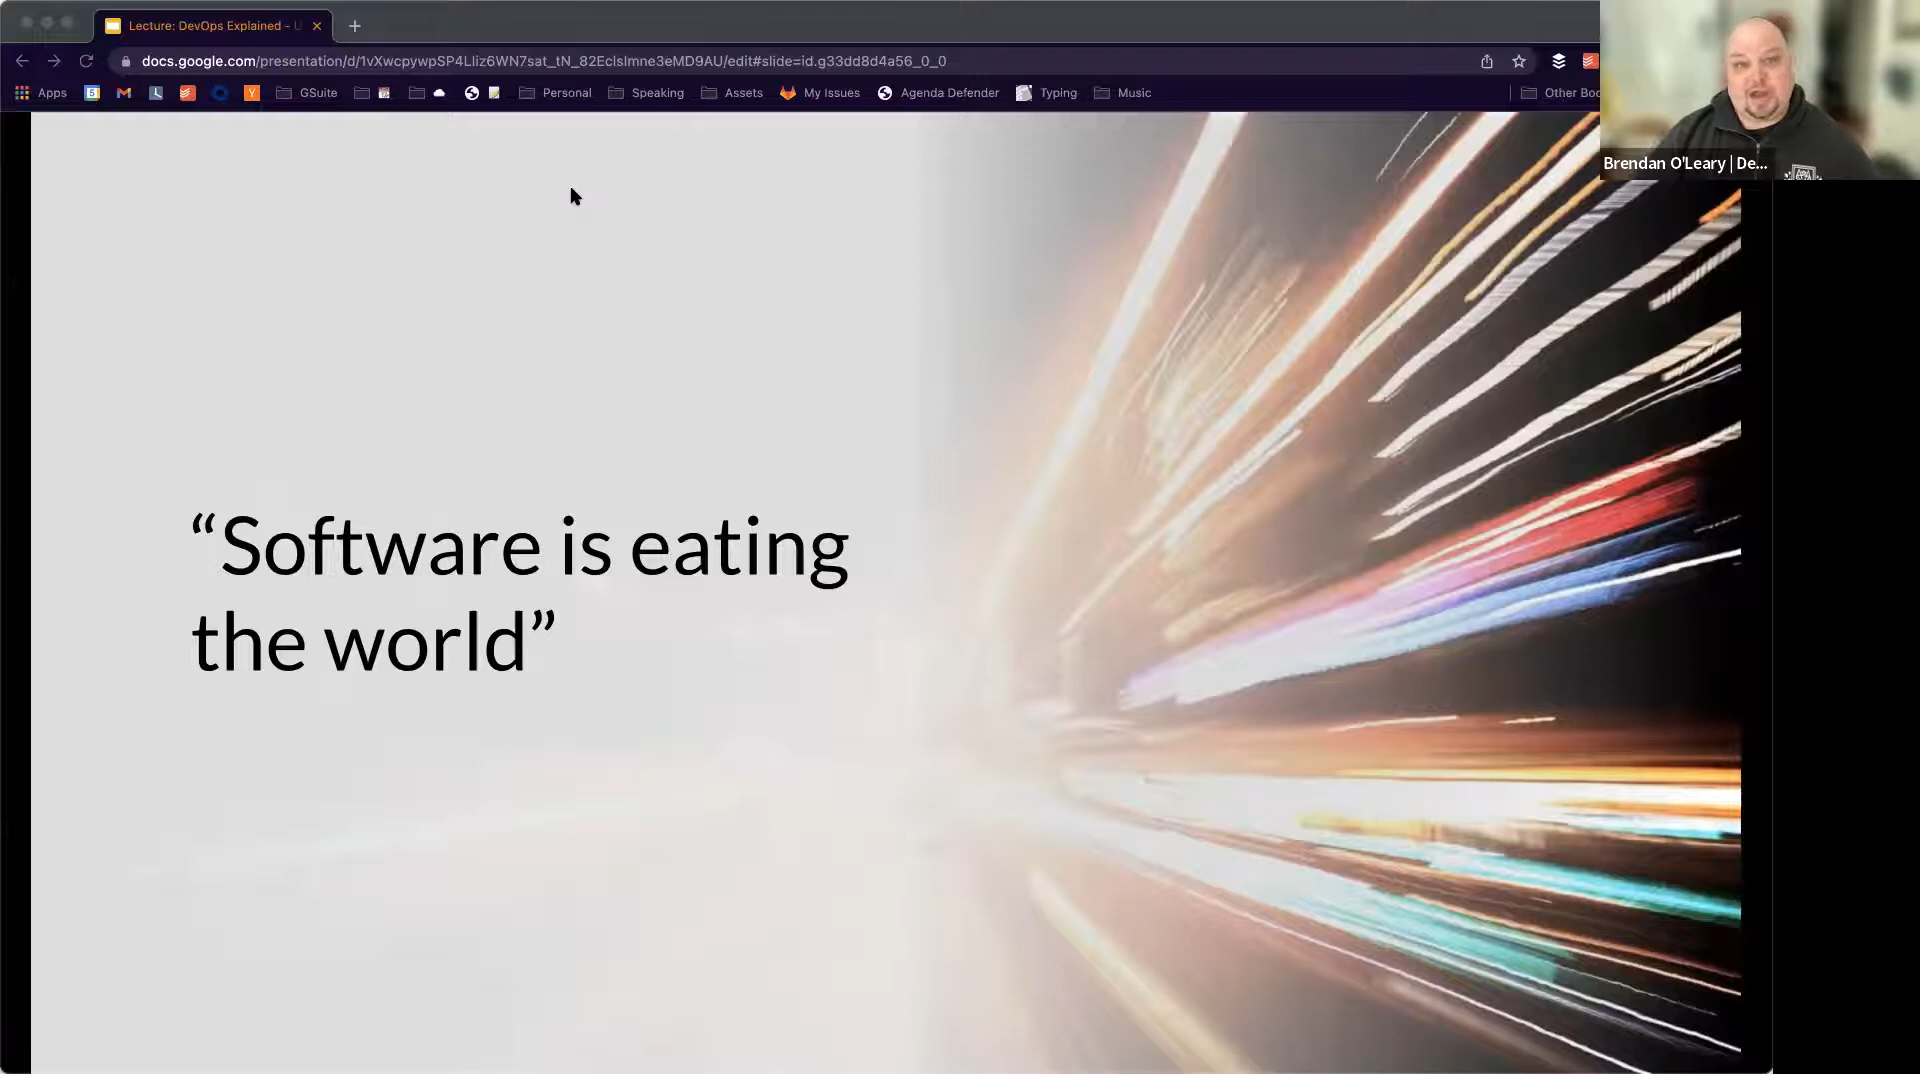 Lecture: DevOps Explained - U
docs.google.com/presentation/d/1vXwcpywpSP4Lliz6WN7sat_tN_82EclsImne3eMD9AU/edit#slide=id.g33dd8d4a56_0_0
Apps
5
Y
GSuite
Personal
Speaking
Assets
My Issues
Agenda Defender
Typing
Music
Other Boo
Brendan O'Leary | De...
“Software is eating
the world”